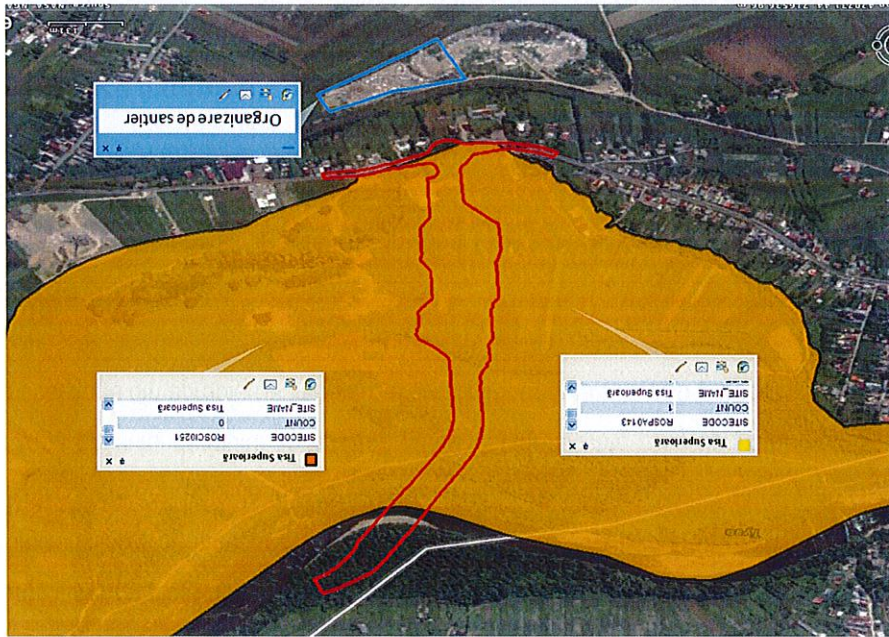 Tisa Superioară
SITECODE ROSPA0143
COUNT 1
SITE_NAME Tisa Superioară
Tisa Superioară
SITECODE ROSCI0251
COUNT 0
SITE_NAME Tisa Superioară
Organizare de santier